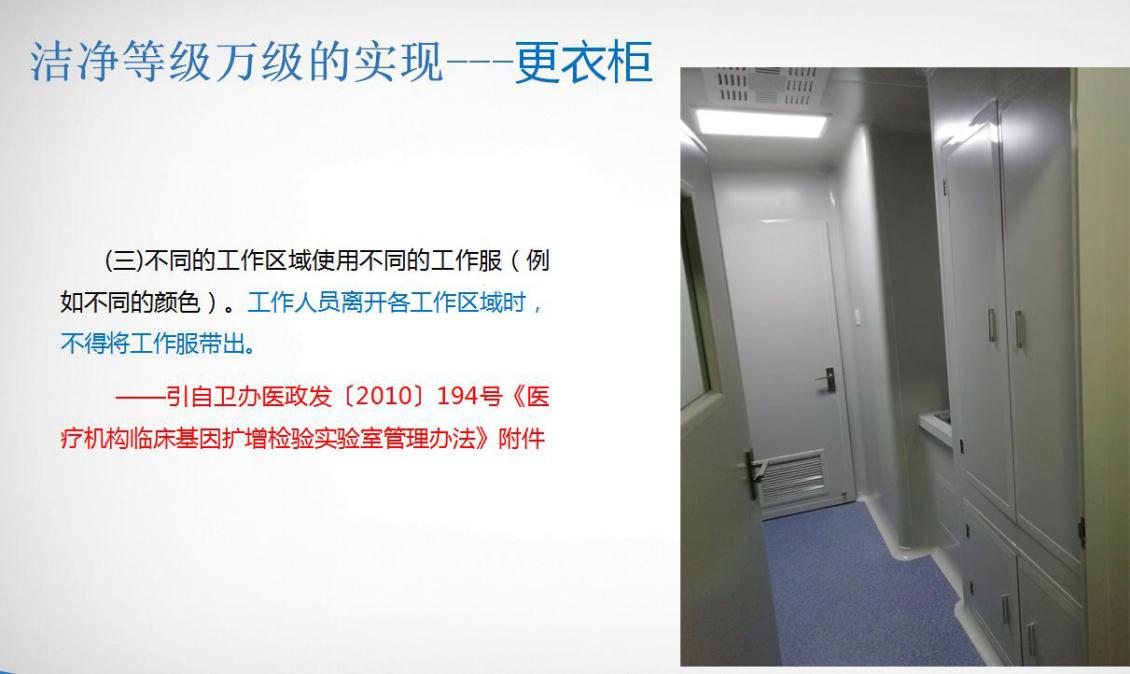 洁净等级万级的实现---更衣柜
(三)不同的工作区域使用不同的工作服（例
如不同的颜色）。工作人员离开各工作区域时，
不得将工作服带出。
——引自卫办医政发〔2010〕194号《医
疗机构临床基因扩增检验实验室管理办法》附件